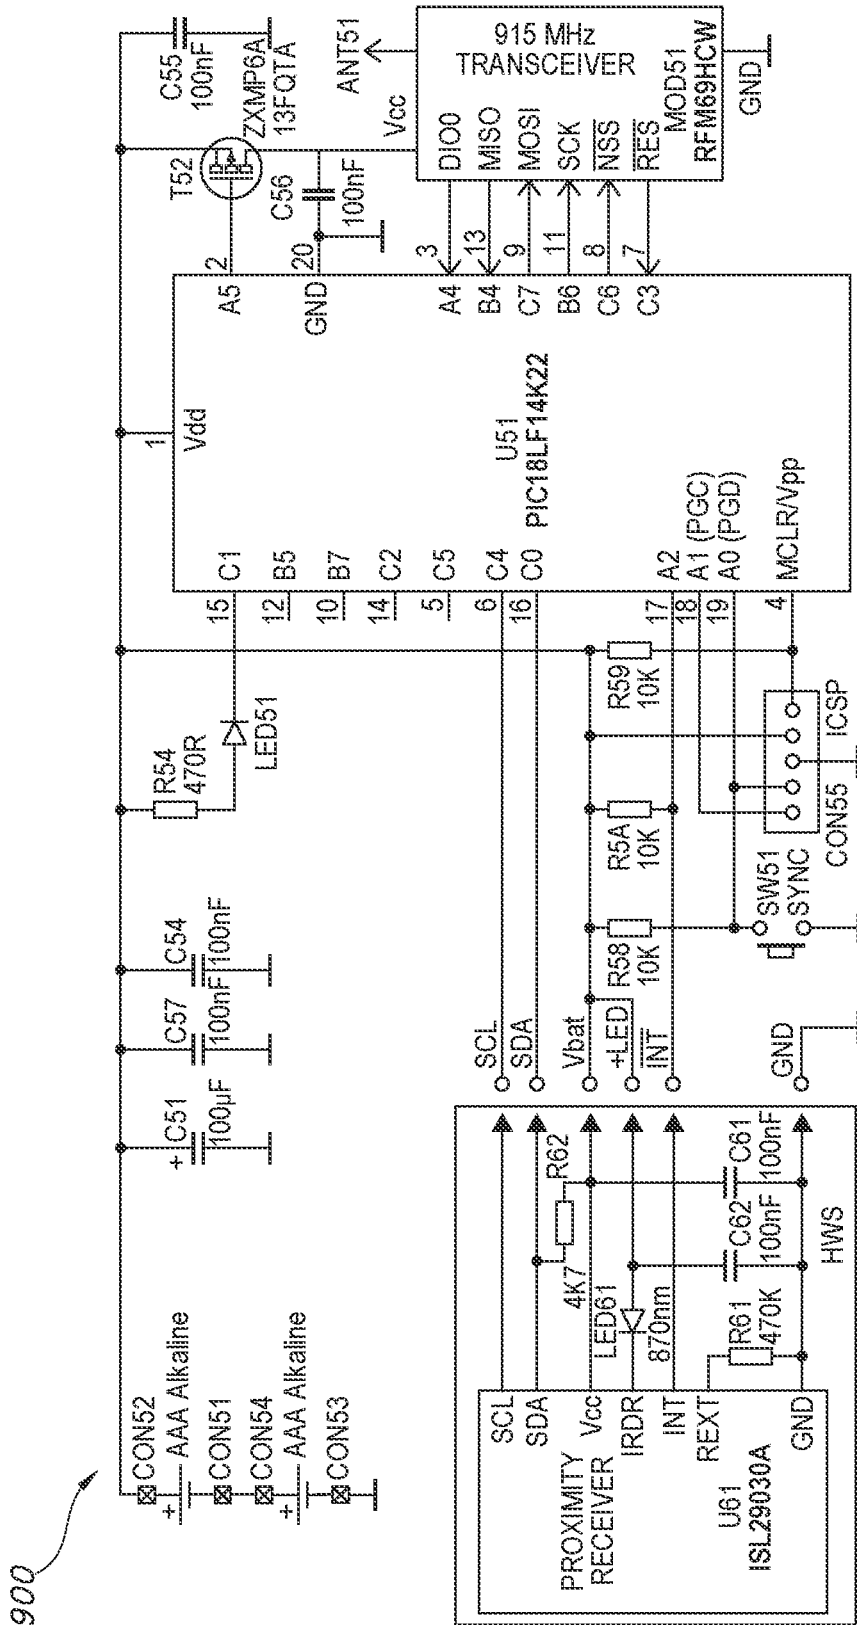 900
CON52
AAA Alkaline
CON51
CON54
AAA Alkaline
CON53
+
+
+
C51
100µF
C57
100nF
C54
100nF
R54
470R
LED51
C55
100nF
T52
ZXMP6A
13FQTA
C56
100nF
Vcc
ANT51
915 MHz
TRANSCEIVER
MOD51
RFM69HCW
GND
DIO0
MISO
MOSI
SCK
NSS
RES
2
20
3
13
9
11
8
7
A5
GND
A4
B4
C7
B6
C6
C3
1
Vdd
U51
PIC18LF14K22
C1
B5
B7
C2
C5
C4
C0
A2
A1 (PGC)
A0 (PGD)
MCLR/Vpp
15
12
10
14
5
6
16
17
18
19
4
R59
10K
R5A
10K
R58
10K
ICSP
CON55
SW51
SYNC
SCL
SDA
Vbat
+LED
INT
GND
R62
4K7
LED61
870nm
C61
100nF
C62
100nF
R61
470K
HWS
SCL
SDA
Vcc
IRDR
INT
REXT
GND
PROXIMITY
RECEIVER
U61
ISL29030A